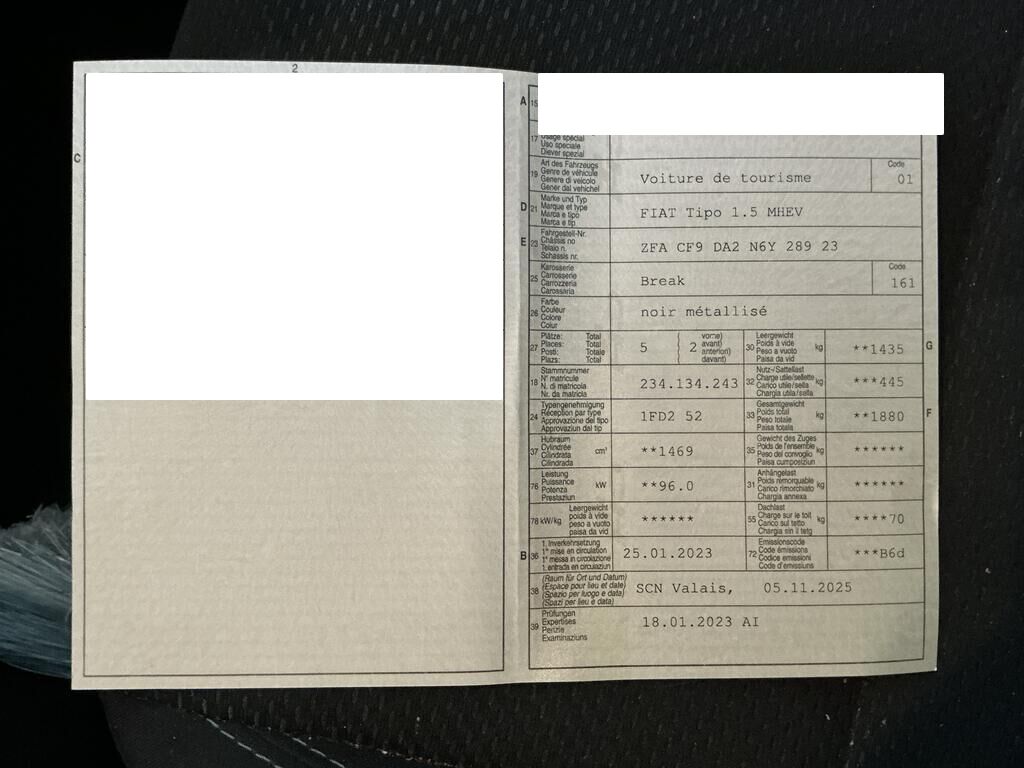 2
C
A 15
17 Usage spécial
Uso speciale
Diever spezial
19 Art des Fahrzeugs
Genre de véhicule
Genere di veicolo
Gener dal vehichel
Voiture de tourisme
Code
01
D 21 Marke und Typ
Marque et type
Marca e tipo
Marca e tip
FIAT Tipo 1.5 MHEV
E 23 Fahrgestell-Nr.
Châssis no
Telaio n.
Schassis nr.
ZFA CF9 DA2 N6Y 289 23
25 Karosserie
Carrosserie
Carrozzeria
Carossaria
Break
Code
161
26 Farbe
Couleur
Colore
Colur
noir métallisé
27 Plätze: Total
Places: Total
Posti: Totale
Plazs: Total
5
( 2 vorne)
avant)
anteriori)
davant)
30 Leergewicht
Poids à vide
Peso a vuoto
Paisa da vid
kg
**1435
G
18 Stammnummer
N° matricule
N. di matricola
Nr. da matricla
234.134.243
32 Nutz-/Sattellast
Charge utile/sellette
Carico utile/sella
Chargia utila/sella
kg
***445
24 Typengenehmigung
Réception par type
Approvazione del tipo
Approvaziun dal tip
1FD2 52
33 Gesamtgewicht
Poids total
Peso totale
Paisa totala
kg
**1880
F
37 Hubraum
Cylindrée
Cilindrata
Cilindrada
cm³
**1469
35 Gewicht des Zuges
Poids de l'ensemble
Peso del convoglio
Paisa cumposiziun
kg
******
76 Leistung
Puissance
Potenza
Prestaziun
kW
**96.0
31 Anhängelast
Poids remorquable
Carico rimorchiato
Chargia annexa
kg
******
78 kW/kg
Leergewicht
poids à vide
peso a vuoto
paisa da vid
******
55 Dachlast
Charge sur le toit
Carico sul tetto
Chargia sin il tetg
kg
****70
B 36 1. Inverkehrsetzung
1re mise en circulation
1a messa in circolazione
1. entrada en circulaziun
25.01.2023
72 Emissionscode
Code émissions
Codice emissioni
Code d'emissiuns
***B6d
38 (Raum für Ort und Datum)
(Espace pour lieu et date)
(Spazio per luogo e data)
(Spazi per lieu e data)
SCN Valais, 05.11.2025
39 Prüfungen
Expertises
Perizie
Examinaziuns
18.01.2023 AI